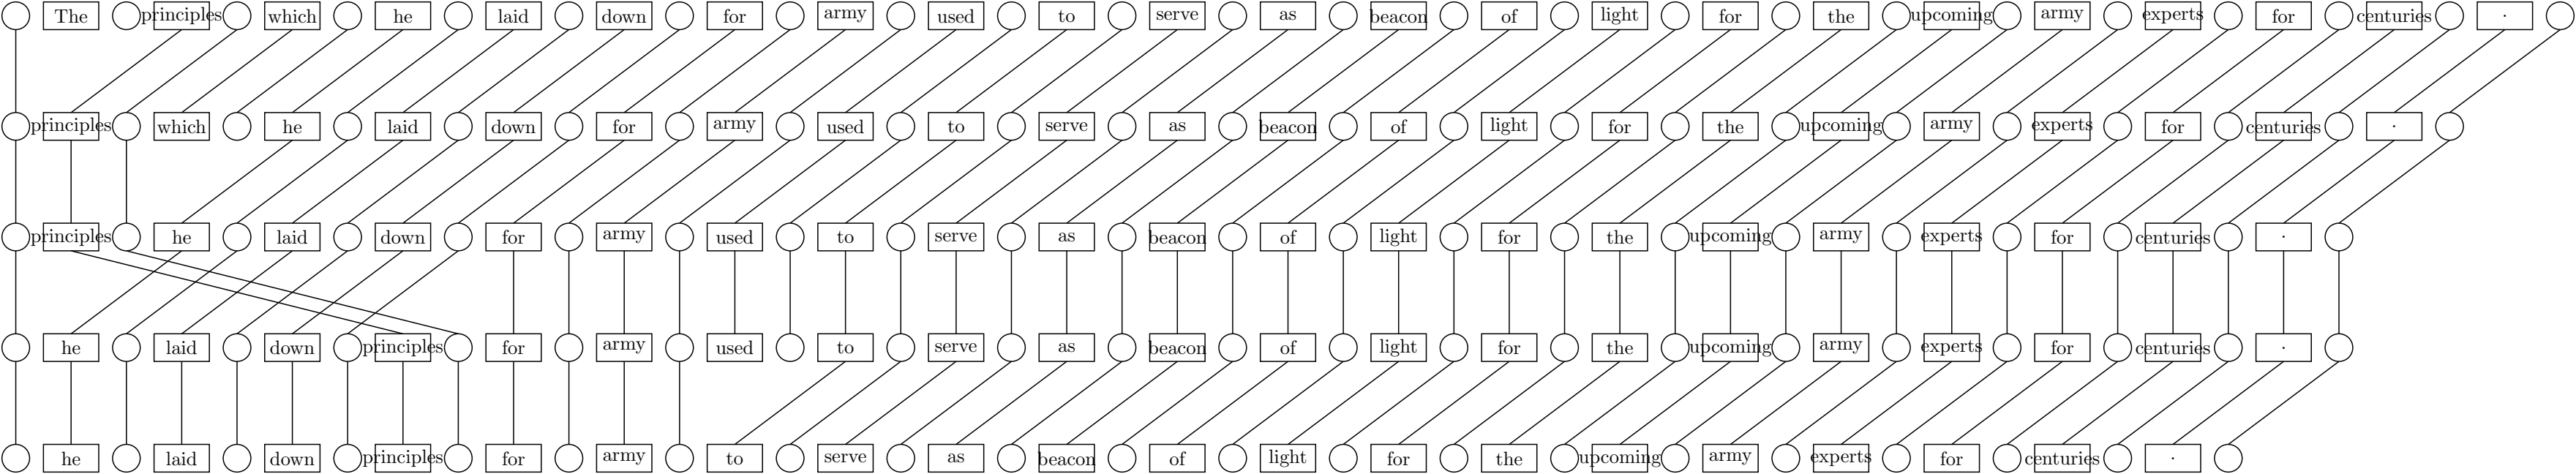 The principles which he laid down for army used to serve as beacon of light for the upcoming army experts for centuries .
principles which he laid down for army used to serve as beacon of light for the upcoming army experts for centuries .
principles he laid down for army used to serve as beacon of light for the upcoming army experts for centuries .
he laid down principles for army used to serve as beacon of light for the upcoming army experts for centuries .
he laid down principles for army to serve as beacon of light for the upcoming army experts for centuries .